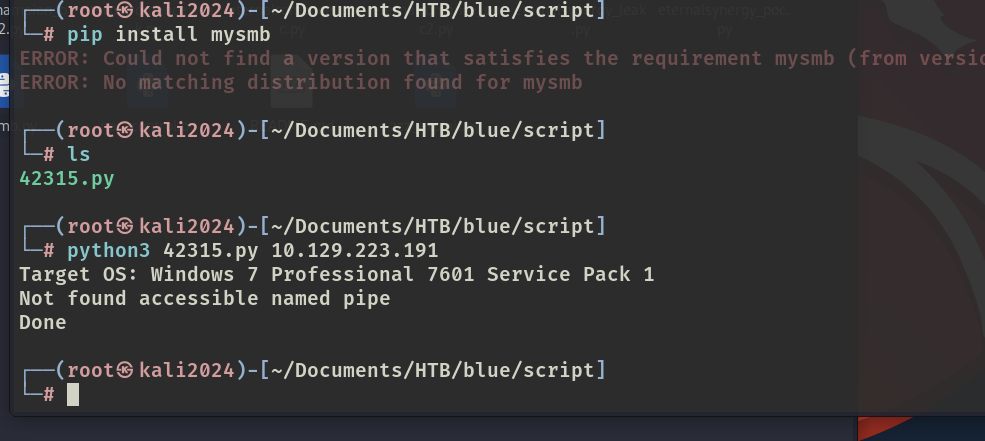 ┌──(root㉿kali2024)-[~/Documents/HTB/blue/script]
└─# pip install mysmb
ERROR: Could not find a version that satisfies the requirement mysmb (from versio
ERROR: No matching distribution found for mysmb
┌──(root㉿kali2024)-[~/Documents/HTB/blue/script]
└─# ls
42315.py
┌──(root㉿kali2024)-[~/Documents/HTB/blue/script]
└─# python3 42315.py 10.129.223.191
Target OS: Windows 7 Professional 7601 Service Pack 1
Not found accessible named pipe
Done
┌──(root㉿kali2024)-[~/Documents/HTB/blue/script]
└─#